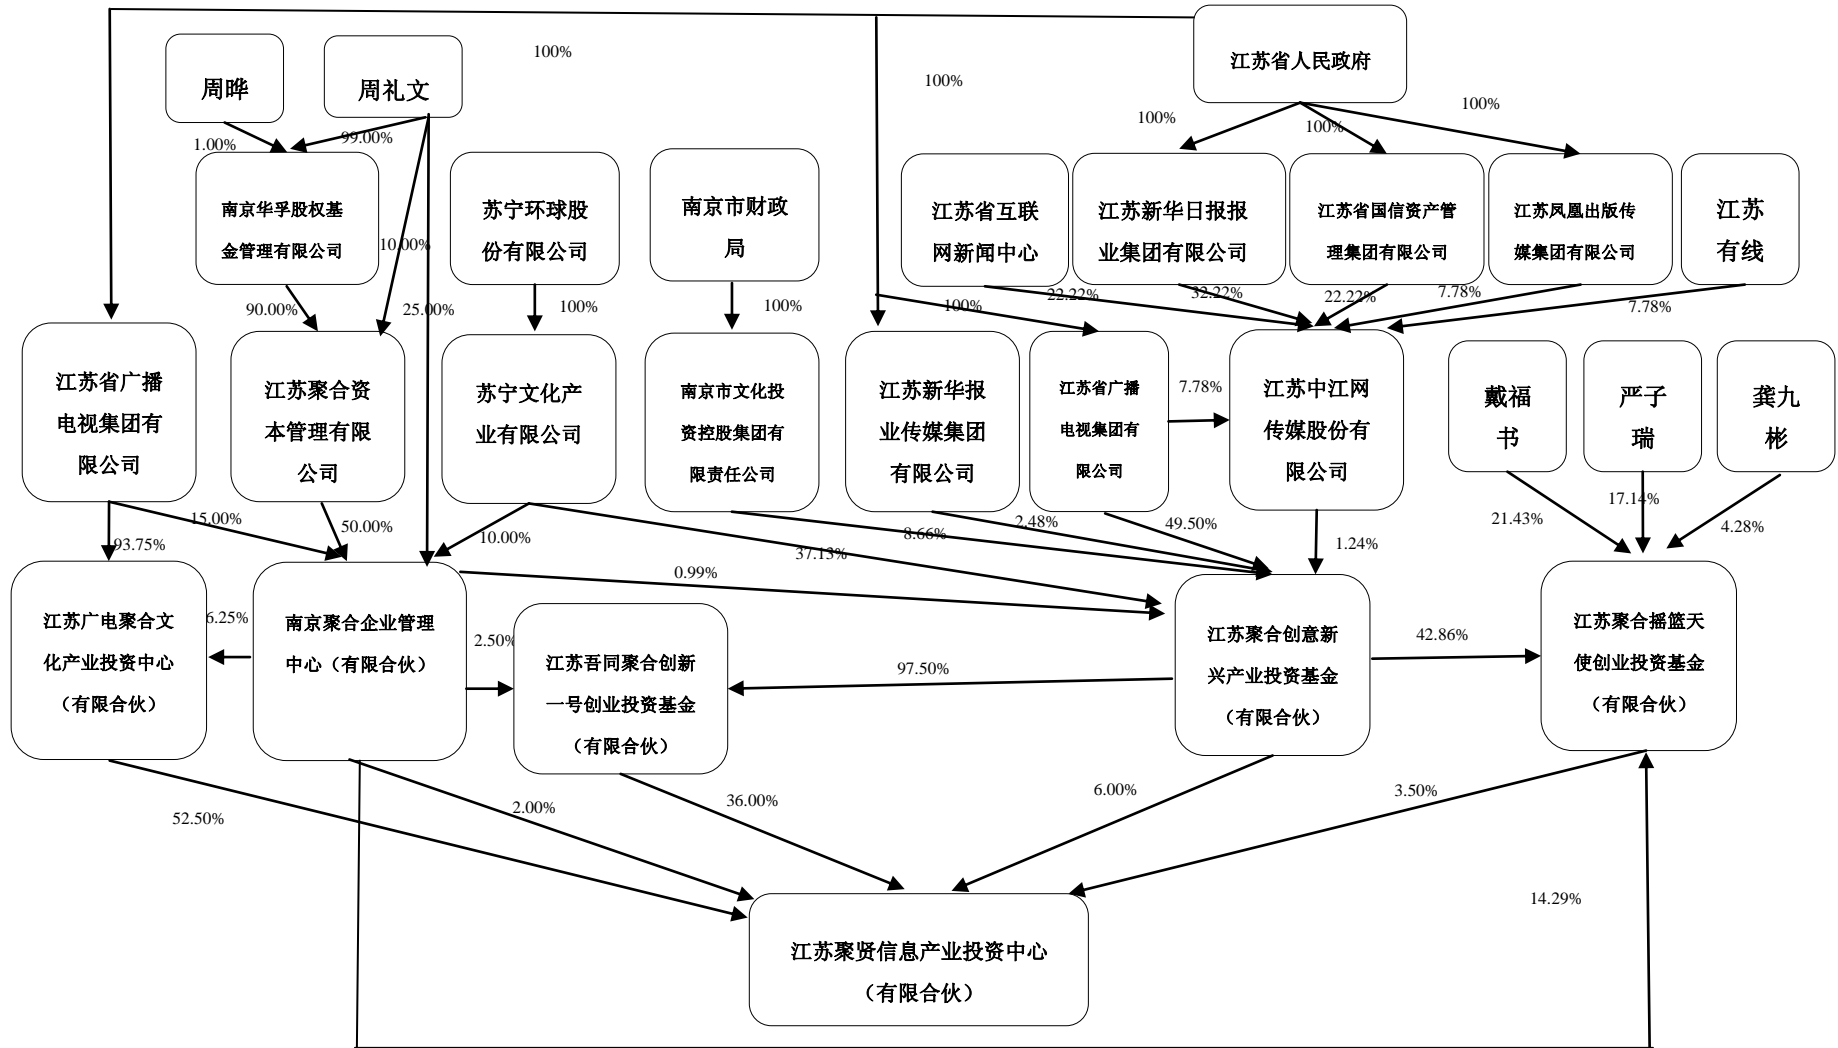 江苏省人民政府
周晔
周礼文
100%
100%
100%
100%
100%
1.00%
99.00%
南京华孚股权基
金管理有限公司
苏宁环球股
份有限公司
南京市财政
局
江苏省互联
网新闻中心
江苏新华日报报
业集团有限公司
江苏省国信资产管
理集团有限公司
江苏凤凰出版传
媒集团有限公司
江苏
有线
10.00%
90.00%
25.00%
100%
100%
100%
22.22%
32.22%
22.22%
7.78%
7.78%
江苏省广播
电视集团有
限公司
江苏聚合资
本管理有限
公司
苏宁文化产
业有限公司
南京市文化投
资控股集团有
限责任公司
江苏新华报
业传媒集团
有限公司
江苏省广播
电视集团有
限公司
7.78%
江苏中江网
传媒股份有
限公司
戴福
书
严子
瑞
龚九
彬
15.00%
50.00%
93.75%
10.00%
37.13%
8.66%
2.48%
49.50%
1.24%
21.43%
17.14%
4.28%
0.99%
江苏广电聚合文
化产业投资中心
（有限合伙）
6.25%
南京聚合企业管理
中心（有限合伙）
2.50%
江苏吾同聚合创新
一号创业投资基金
（有限合伙）
97.50%
江苏聚合创意新
兴产业投资基金
（有限合伙）
42.86%
江苏聚合摇篮天
使创业投资基金
（有限合伙）
52.50%
2.00%
36.00%
6.00%
3.50%
14.29%
江苏聚贤信息产业投资中心
（有限合伙）